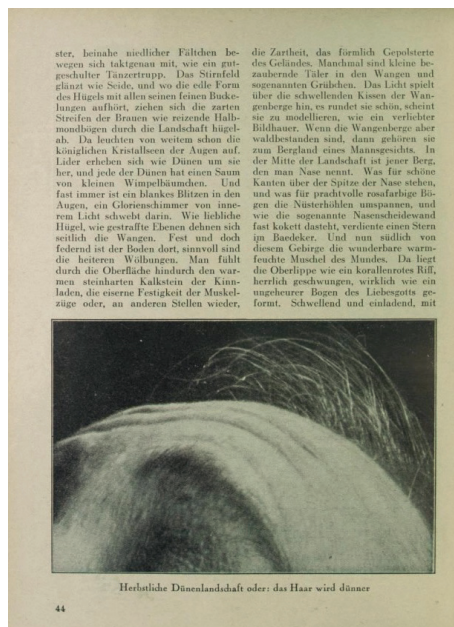 ster, beinahe niedlicher Fältchen be-
wegen sich taktgenau mit, wie ein gut-
geschulter Tänzertrupp. Das Stirnfeld
glänzt wie Seide, und wo die edle Form
des Hügels mit allen seinen feinen Bucke-
lungen aufhört, ziehen sich die zarten
Streifen der Brauen wie reizende Halb-
mondbögen durch die Landschaft hügel-
ab. Da leuchten von weitem schon die
königlichen Kristallseen der Augen auf.
Lider erheben sich wie Dünen um sie
her, und jede der Dünen hat einen Saum
von kleinen Wimpelbäumchen. Und
fast immer ist ein blankes Blitzen in den
Augen, ein Glorienschimmer von inne-
rem Licht schwebt darin. Wie liebliche
Hügel, wie gestraffte Ebenen dehnen sich
seitlich die Wangen. Fest und doch
federnd ist der Boden dort, sinnvoll sind
die heiteren Wölbungen. Man fühlt
durch die Oberfläche hindurch den war-
men steinharten Kalkstein der Kinn-
laden, die eiserne Festigkeit der Muskel-
züge oder, an anderen Stellen wieder,
die Zartheit, das förmlich Gepolsterte
des Geländes. Manchmal sind kleine be-
zaubernde Täler in den Wangen und
sogenannten Grübchen. Das Licht spielt
über die schwellenden Kissen der Wan-
genberge hin, es rundet sie schön, scheint
sie zu modellieren, wie ein verliebter
Bildhauer. Wenn die Wangenberge aber
waldbestanden sind, dann gehören sie
zum Bergland eines Mannsgesichts. In
der Mitte der Landschaft ist jener Berg,
den man Nase nennt. Was für schöne
Kanten über der Spitze der Nase stehen,
und was für prachtvolle rosafarbige Bö-
gen die Nüsterhöhlen umspannen, und
wie die sogenannte Nasenscheidewand
fast kokett dasteht, verdiente einen Stern
im Baedeker. Und nun südlich von
diesem Gebirge die wunderbare warm-
feuchte Muschel des Mundes. Da liegt
die Oberlippe wie ein korallenrotes Riff,
herrlich geschwungen, wirklich wie ein
ungeheurer Bogen des Liebesgotts ge-
formt. Schwellend und einladend, mit
Herbstliche Dünenlandschaft oder: das Haar wird dünner
44